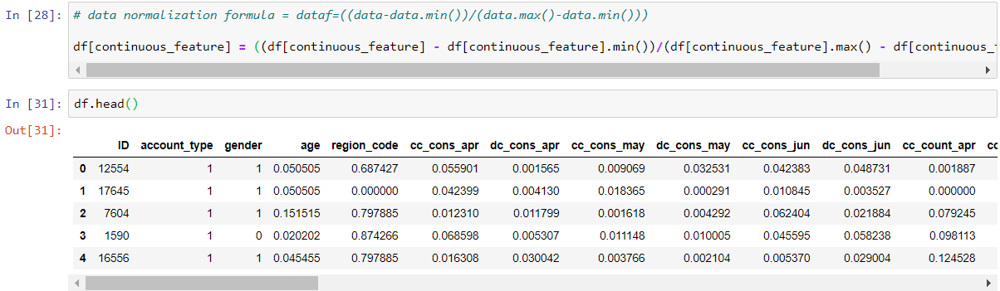 In [28]: # data normalization formula = dataf=((data-data.min())/(data.max()-data.min()))
df[continuous_feature] = ((df[continuous_feature] - df[continuous_feature].min())/(df[continuous_feature].max() - df[continuous_
In [31]: df.head()
Out[31]:
ID account_type gender age region_code cc_cons_apr dc_cons_apr cc_cons_may dc_cons_may cc_cons_jun dc_cons_jun cc_count_apr cc
0 12554 1 1 0.050505 0.687427 0.055901 0.001565 0.009069 0.032531 0.042383 0.048731 0.001887
1 17645 1 1 0.050505 0.000000 0.042399 0.004130 0.018365 0.000291 0.010845 0.003527 0.000000
2 7604 1 1 0.151515 0.797885 0.012310 0.011799 0.001618 0.004292 0.062404 0.021884 0.079245
3 1590 1 0 0.020202 0.874266 0.068598 0.005307 0.011148 0.010005 0.045595 0.058238 0.098113
4 16556 1 1 0.045455 0.797885 0.016308 0.030042 0.003766 0.002104 0.005370 0.029004 0.124528